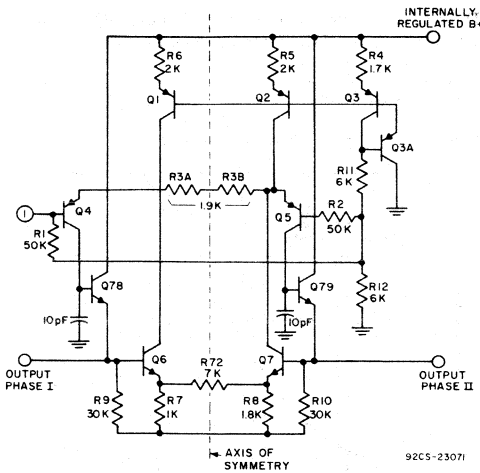 INTERNALLY
REGULATED B+
R6
2K
R5
2K
R4
1.7K
Q1
Q2
Q3
Q3A
R3A
R3B
1.9K
R11
6K
1
Q4
Q5
R2
50K
R1
50K
Q78
Q79
R12
6K
10pF
10pF
OUTPUT
PHASE I
Q6
R72
7K
Q7
OUTPUT
PHASE II
R9
30K
R7
1K
R8
1.8K
R10
30K
AXIS OF
SYMMETRY
92CS-23071